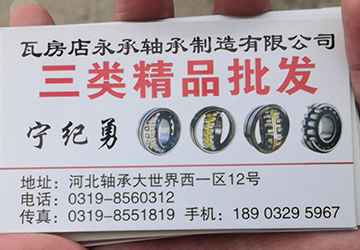 瓦房店永承轴承制造有限公司
三类精品批发
宁纪勇
地址：河北轴承大世界西一区12号
电话：0319-8560312
传真：0319-8551819 手机：189 0329 5967